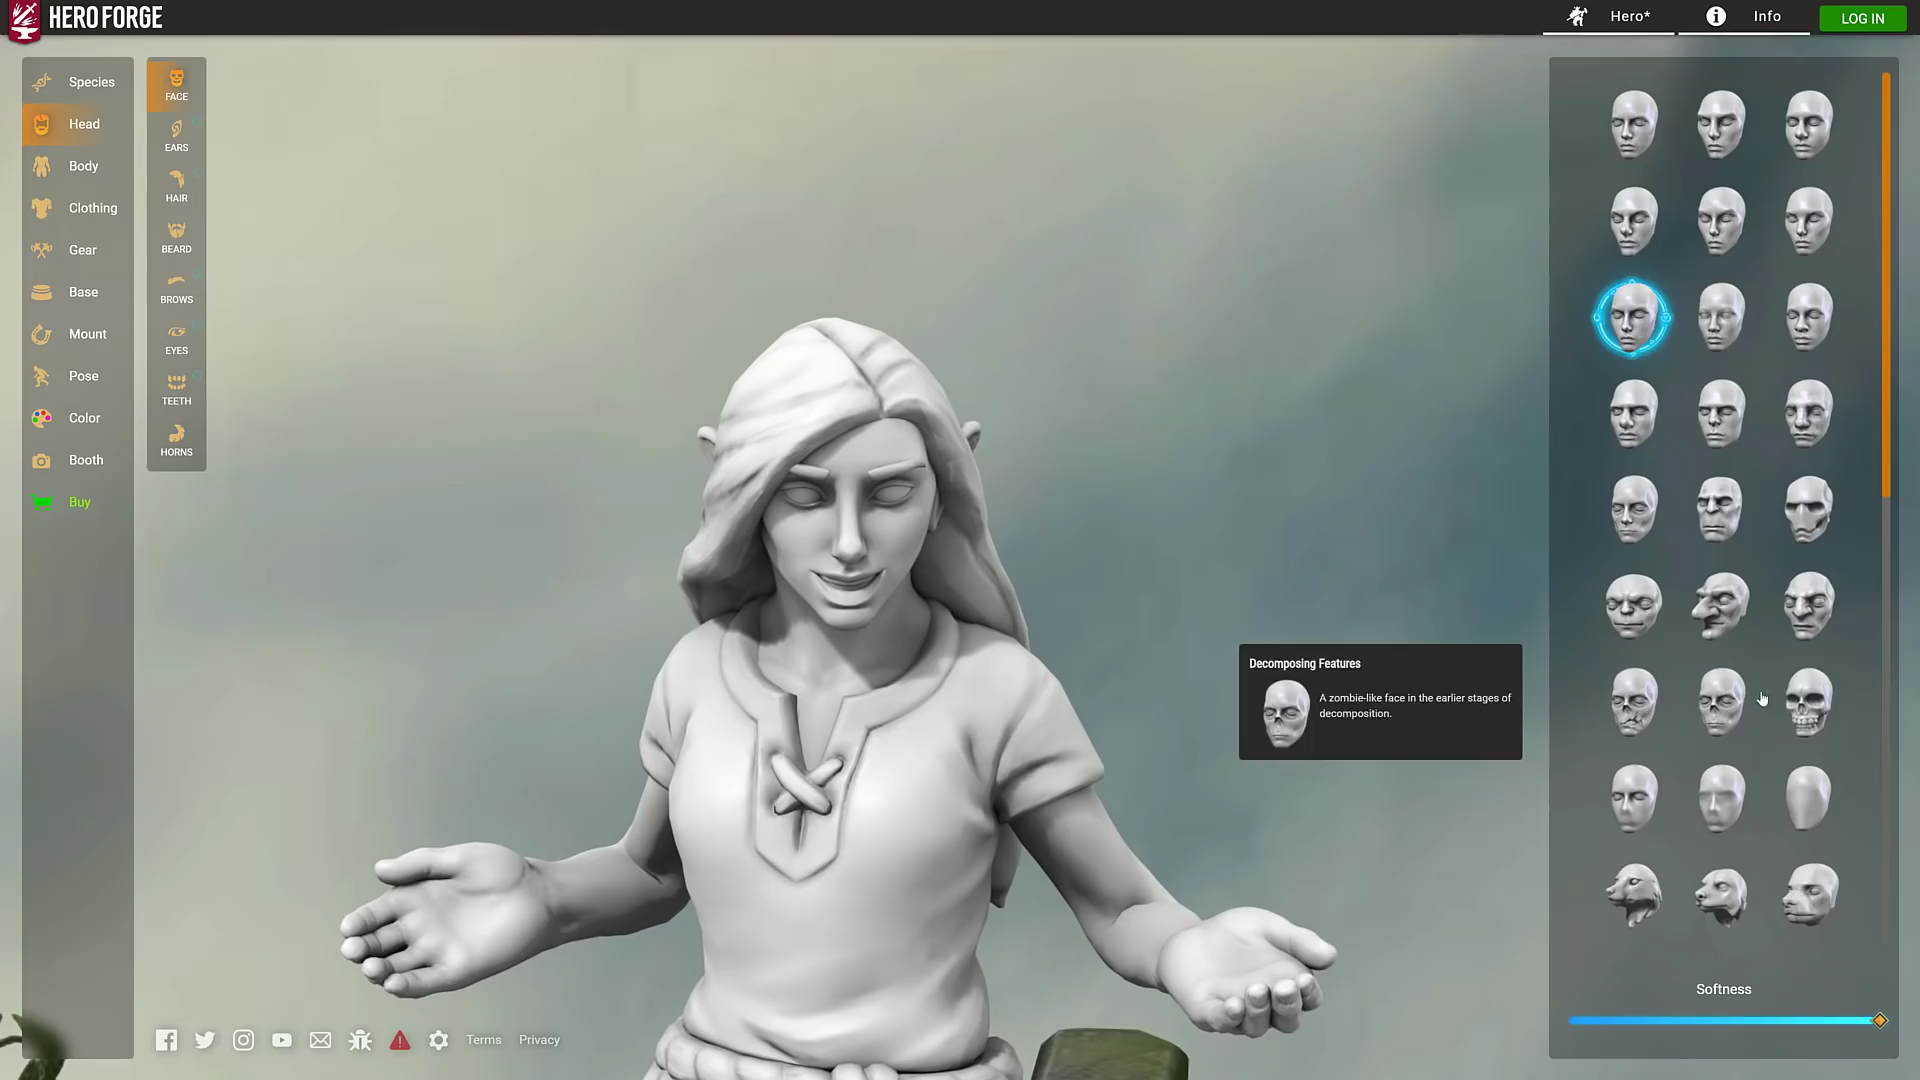 HERO FORGE
Hero*
Info
LOG IN
Species
Head
Body
Clothing
Gear
Base
Mount
Pose
Color
Booth
Buy
FACE
EARS
HAIR
BEARD
BROWS
EYES
TEETH
HORNS
Decomposing Features
A zombie-like face in the earlier stages of
decomposition.
Softness
Terms
Privacy